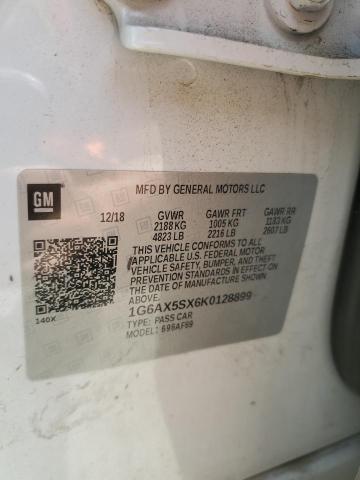 GM
MFD BY GENERAL MOTORS LLC
12/18 GVWR GAWR FRT GAWR RR
2188 KG 1005 KG 1183 KG
4823 LB 2216 LB 2607 LB
THIS VEHICLE CONFORMS TO ALL
APPLICABLE U.S. FEDERAL MOTOR
VEHICLE SAFETY, BUMPER, AND THEFT
PREVENTION STANDARDS IN EFFECT
ON THE DATE OF MANUFACTURE SHOWN
ABOVE.
1G6AX5SX6K0128899
TYPE: PASS CAR
MODEL: 696AF69
140X